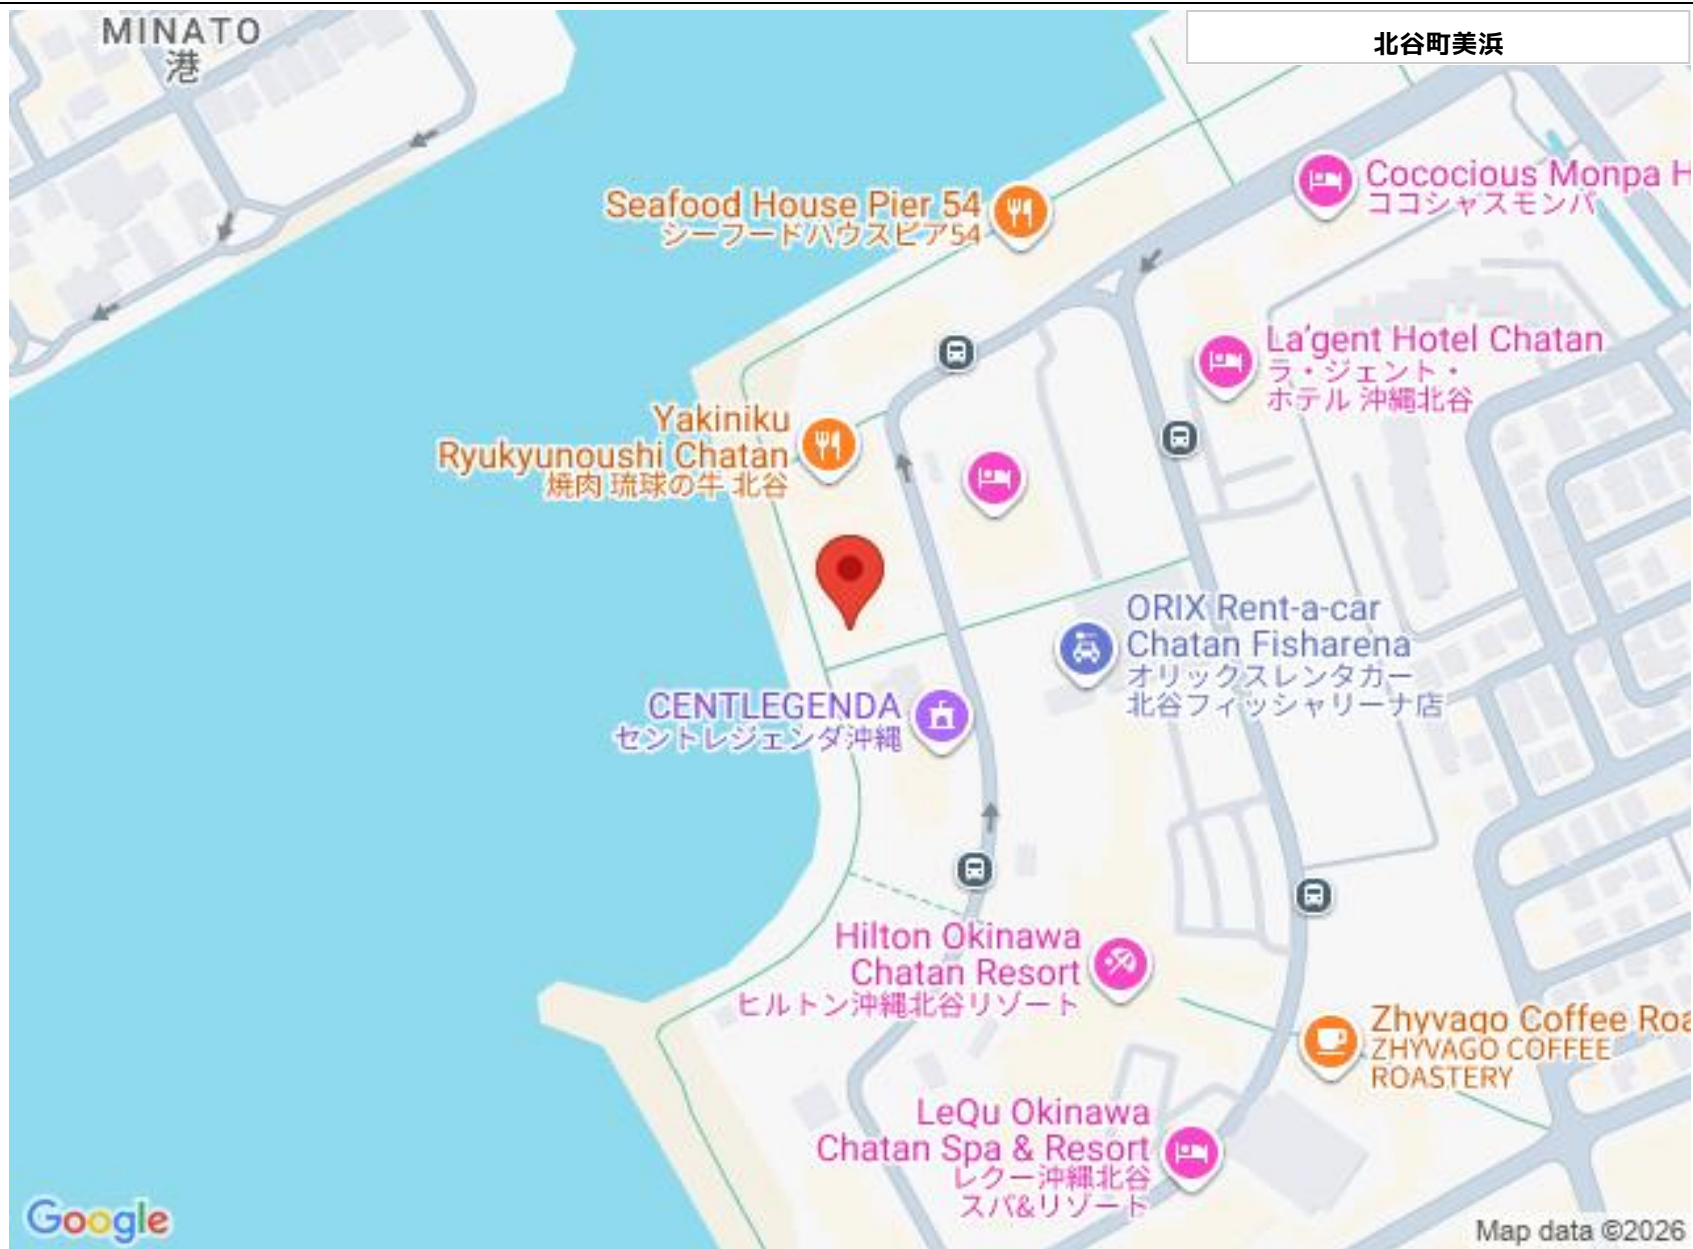 MINATO
港
北谷町美浜
Cococious Monpa H
ココシャスモンパ
Seafood House Pier 54
シーフードハウスピア54
La'gent Hotel Chatan
ラ・ジェント・
ホテル 沖縄北谷
Yakiniku
Ryukyunoushi Chatan
焼肉 琉球の牛 北谷
ORIX Rent-a-car
Chatan Fisharena
オリックスレンタカー
北谷フィッシャリーナ店
CENTLEGENDA
セントレジェンダ沖縄
Hilton Okinawa
Chatan Resort
ヒルトン沖縄北谷リゾート
Zhyvago Coffee Roa
ZHYVAGO COFFEE
ROASTERY
LeQu Okinawa
Chatan Spa & Resort
レクー沖縄北谷
スパ&リゾート
Google
Map data ©2026